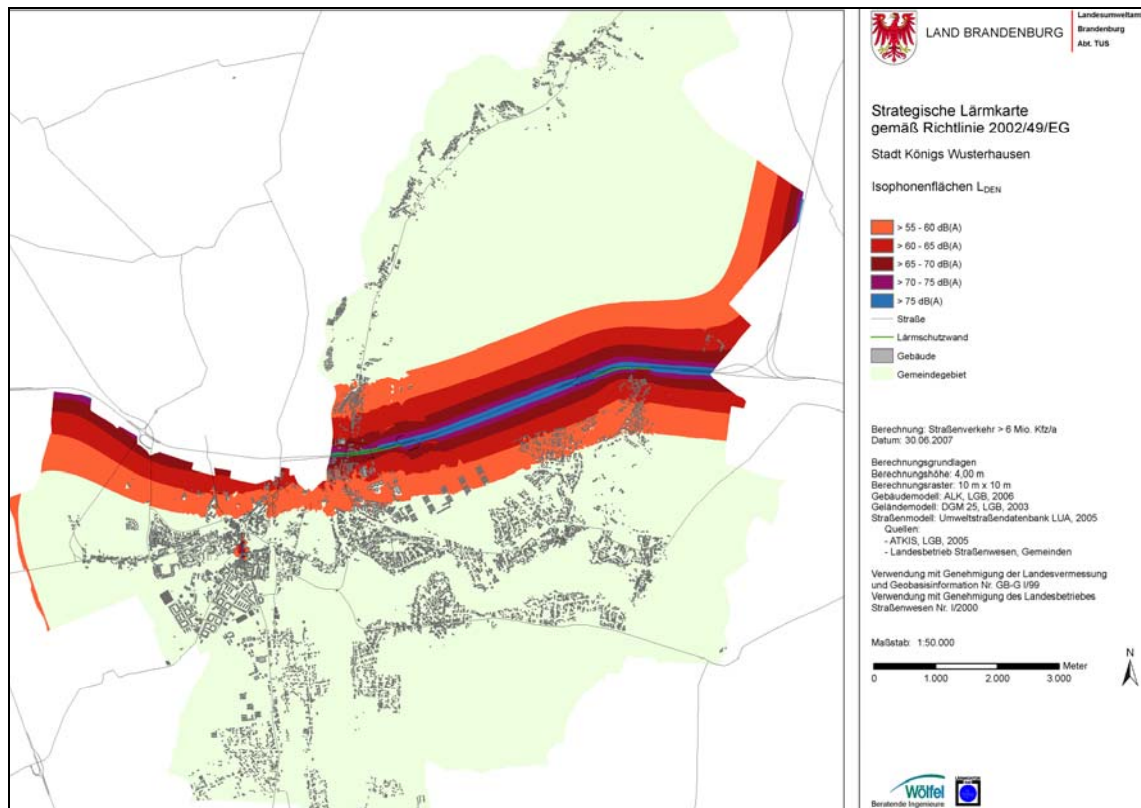 LAND BRANDENBURG
Landesumweltamt
Brandenburg
Abt. TUS
Strategische Lärmkarte
gemäß Richtlinie 2002/49/EG
Stadt Königs Wusterhausen
Isophonenflächen LDEN
> 55 - 60 dB(A)
> 60 - 65 dB(A)
> 65 - 70 dB(A)
> 70 - 75 dB(A)
> 75 dB(A)
Straße
Lärmschutzwand
Gebäude
Gemeindegebiet
Berechnung: Straßenverkehr > 6 Mio. Kfz/a
Datum: 30.06.2007
Berechnungsgrundlagen
Berechnungshöhe: 4,00 m
Berechnungsraster: 10 m x 10 m
Gebäudemodell: ALK, LGB, 2006
Geländemodell: DGM 25, LGB, 2003
Straßenmodell: Umweltstraßendatenbank LUA, 2005
Quellen:
- ATKIS, LGB, 2005
- Landesbetrieb Straßenwesen, Gemeinden
Verwendung mit Genehmigung der Landesvermessung
und Geobasisinformation Nr. GB-G I/99
Verwendung mit Genehmigung des Landesbetriebes
Straßenwesen Nr. I/2000
Maßstab: 1:50.000
N
Meter
0 1.000 2.000 3.000
Wölfel
Beratende Ingenieure